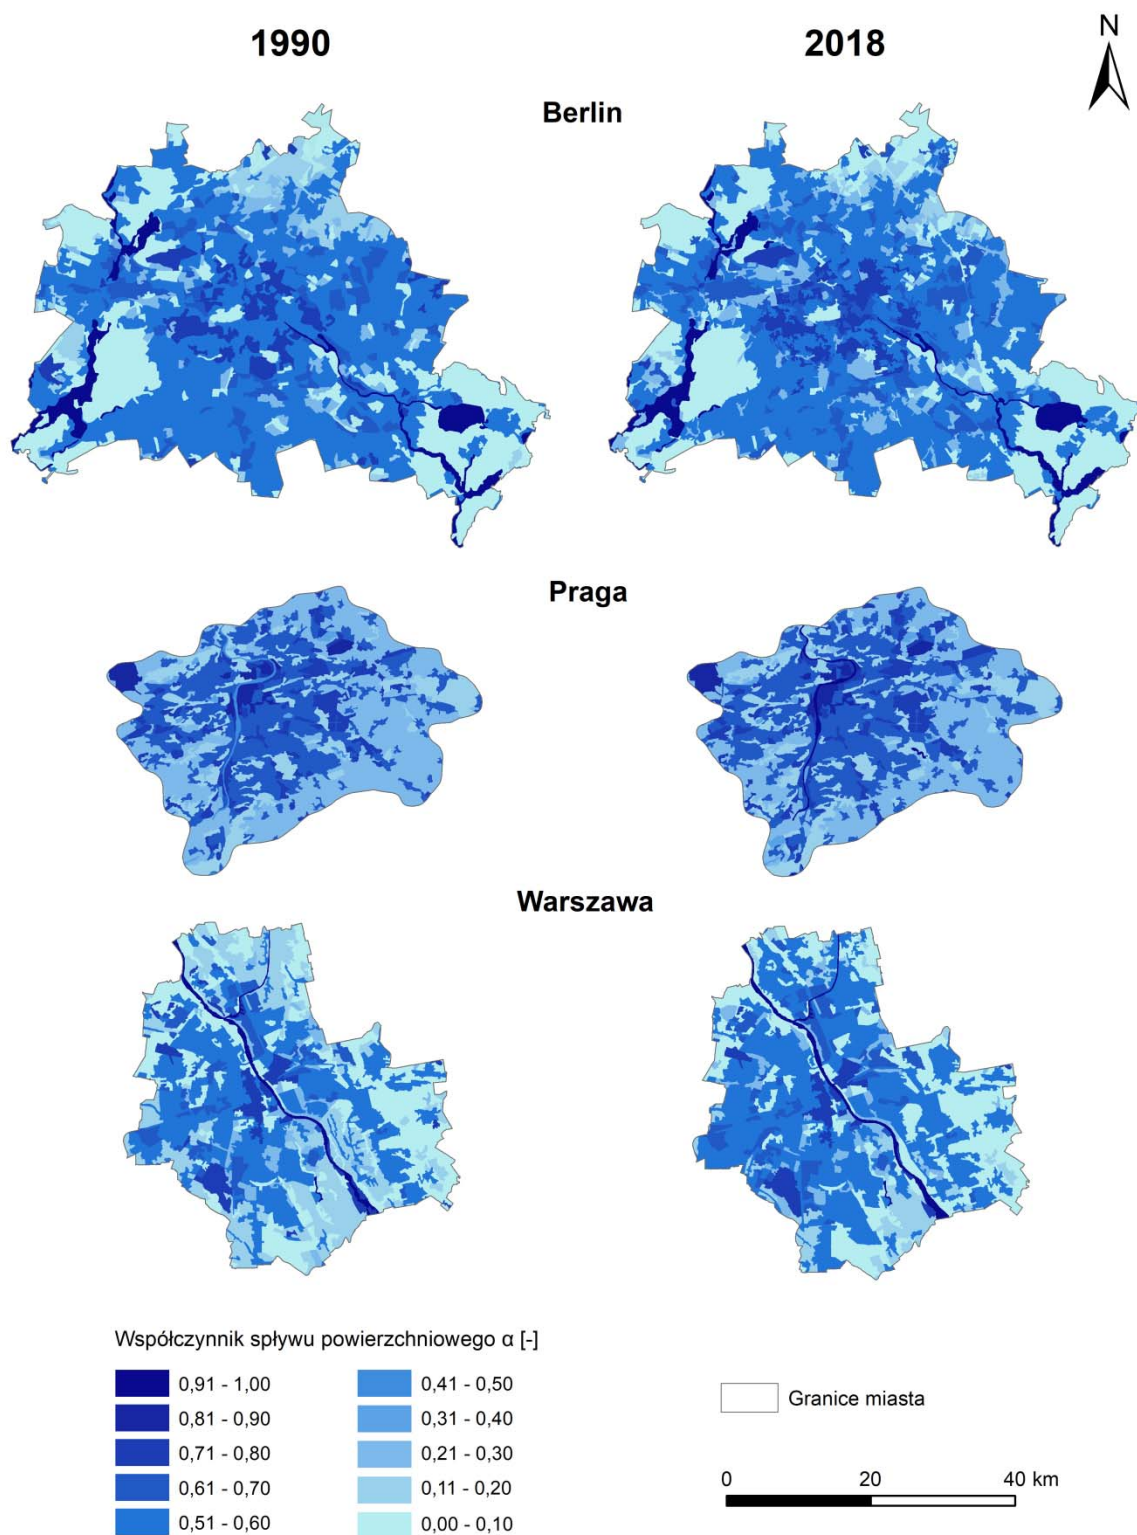 1990
2018
N
Berlin
Praga
Warszawa
Współczynnik spływu powierzchniowego α [-]
0,91 - 1,00
0,81 - 0,90
0,71 - 0,80
0,61 - 0,70
0,51 - 0,60
0,41 - 0,50
0,31 - 0,40
0,21 - 0,30
0,11 - 0,20
0,00 - 0,10
Granice miasta
0 20 40 km